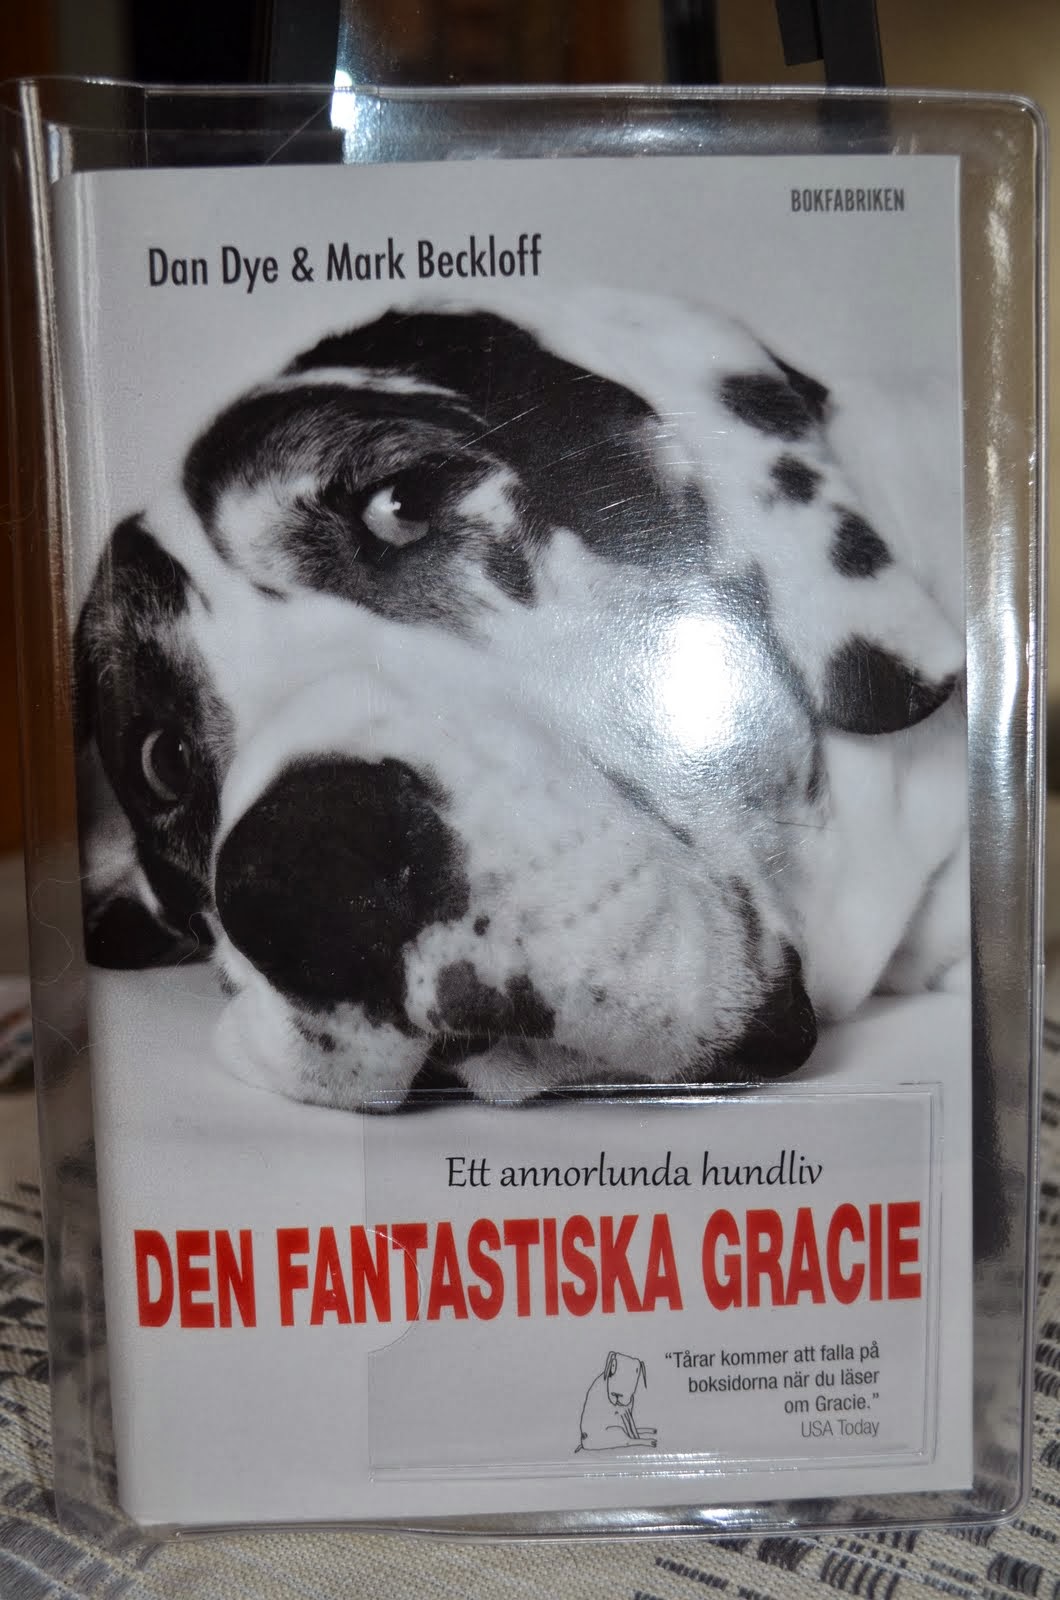 BOKFABRIKEN
Dan Dye & Mark Beckloff
Ett annorlunda hundliv
DEN FANTASTISKA GRACIE
“Tårar kommer att falla på
boksidorna när du läser
om Gracie.”
USA Today